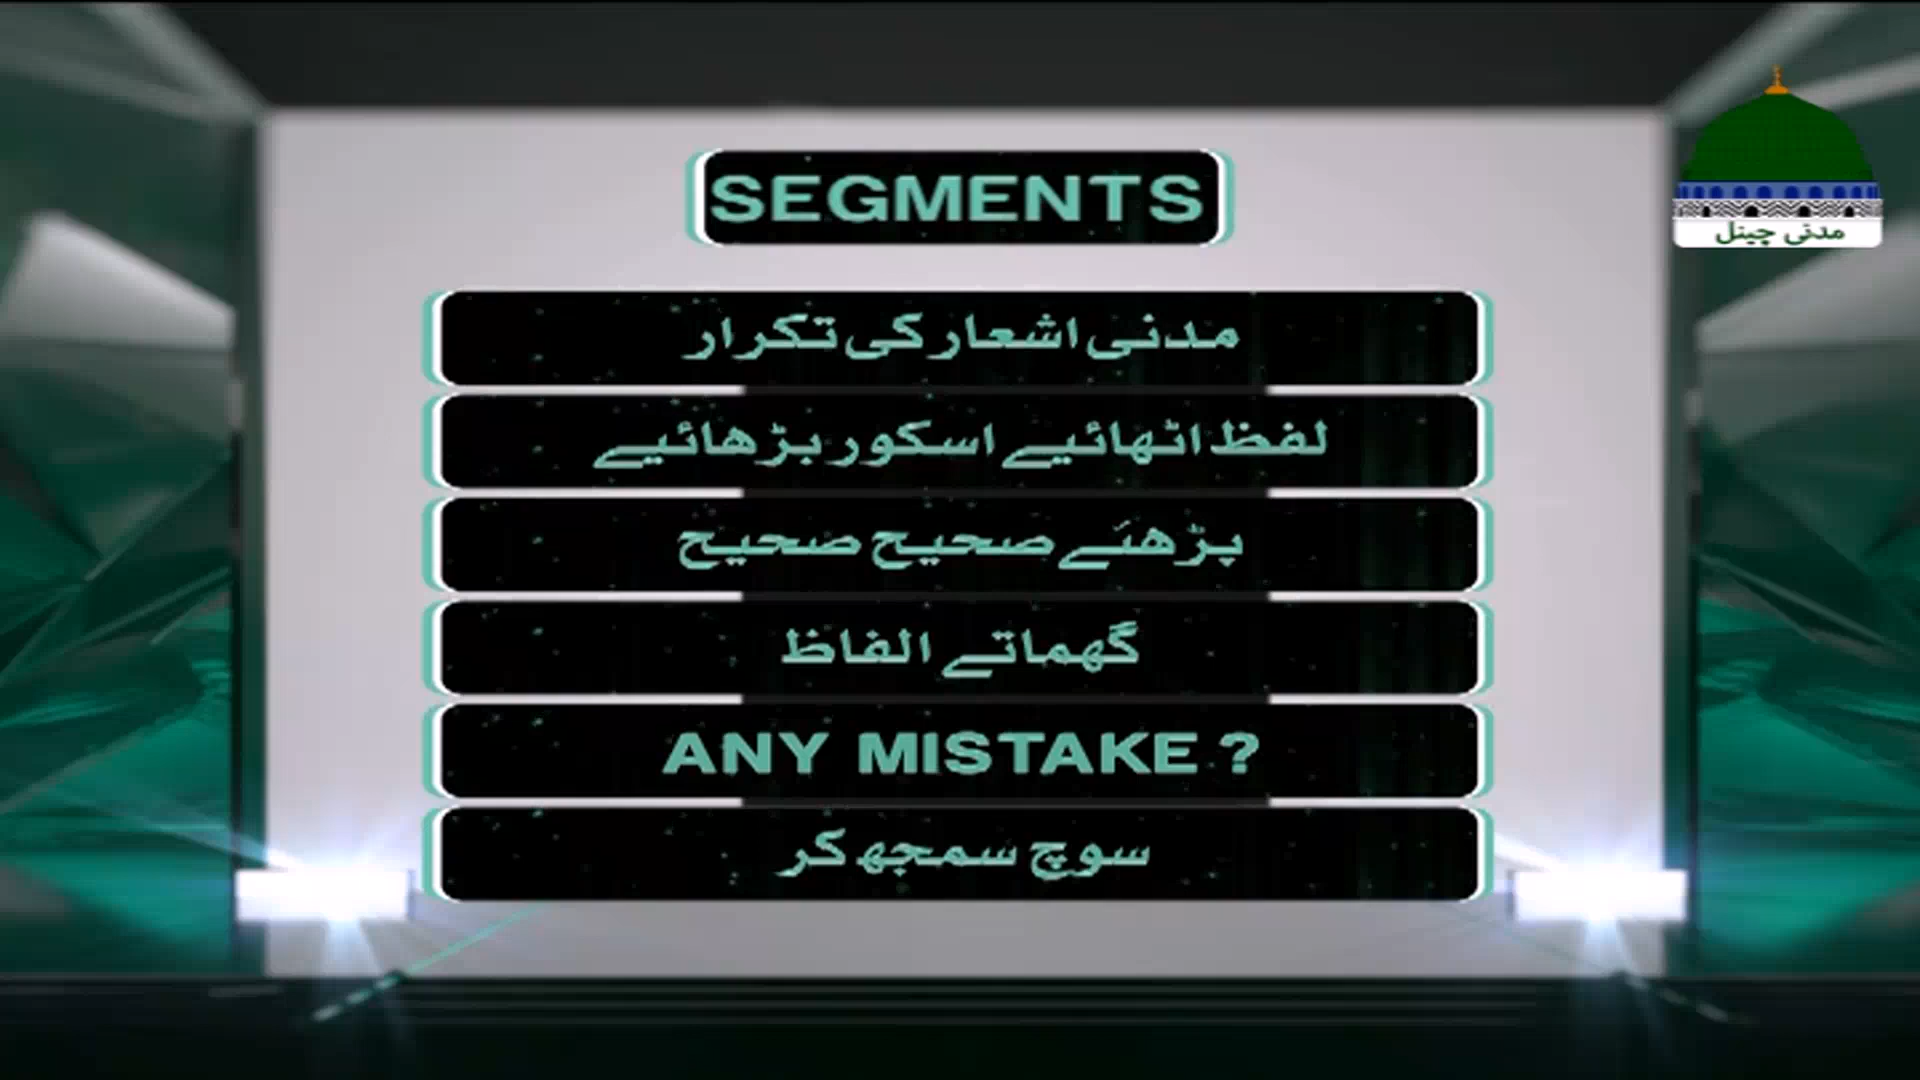 SEGMENTS
مدنی چینل
مدنی اشعار کی تکرار
لفظ اٹھائیے اسکور بڑھائیے
پڑھئے صحیح صحیح
گھماتے الفاظ
ANY MISTAKE ?
سوچ سمجھ کر